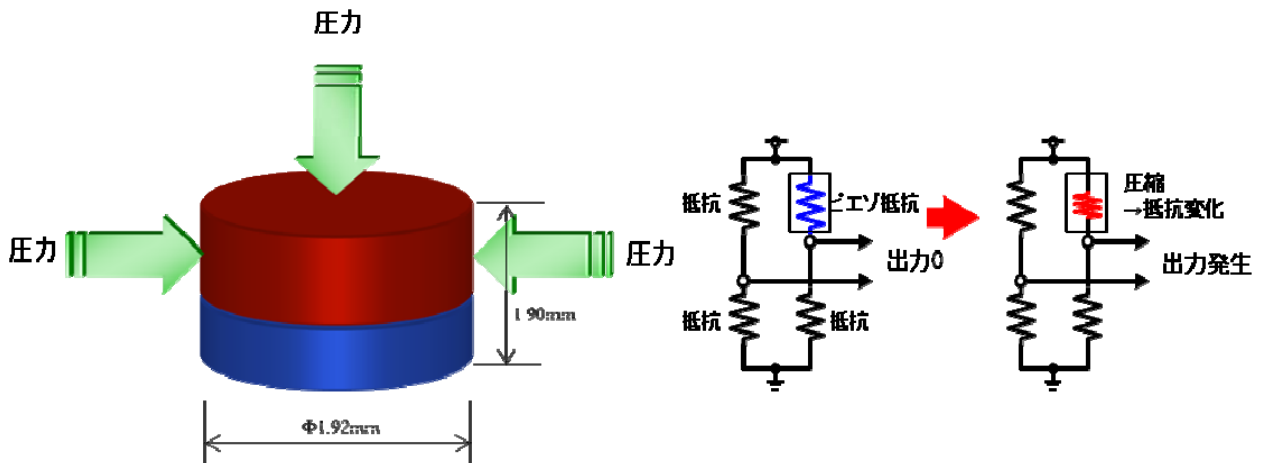 圧力
圧力
圧力
1.90mm
Φ1.92mm
抵抗
ピエゾ抵抗
出力0
抵抗
抵抗
圧縮
→抵抗変化
出力発生